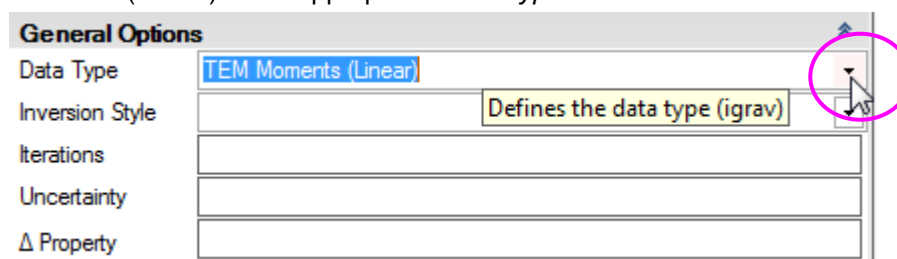 General Options
Data Type TEM Moments (Linear)
Inversion Style Defines the data type (igrav)
Iterations
Uncertainty
Δ Property